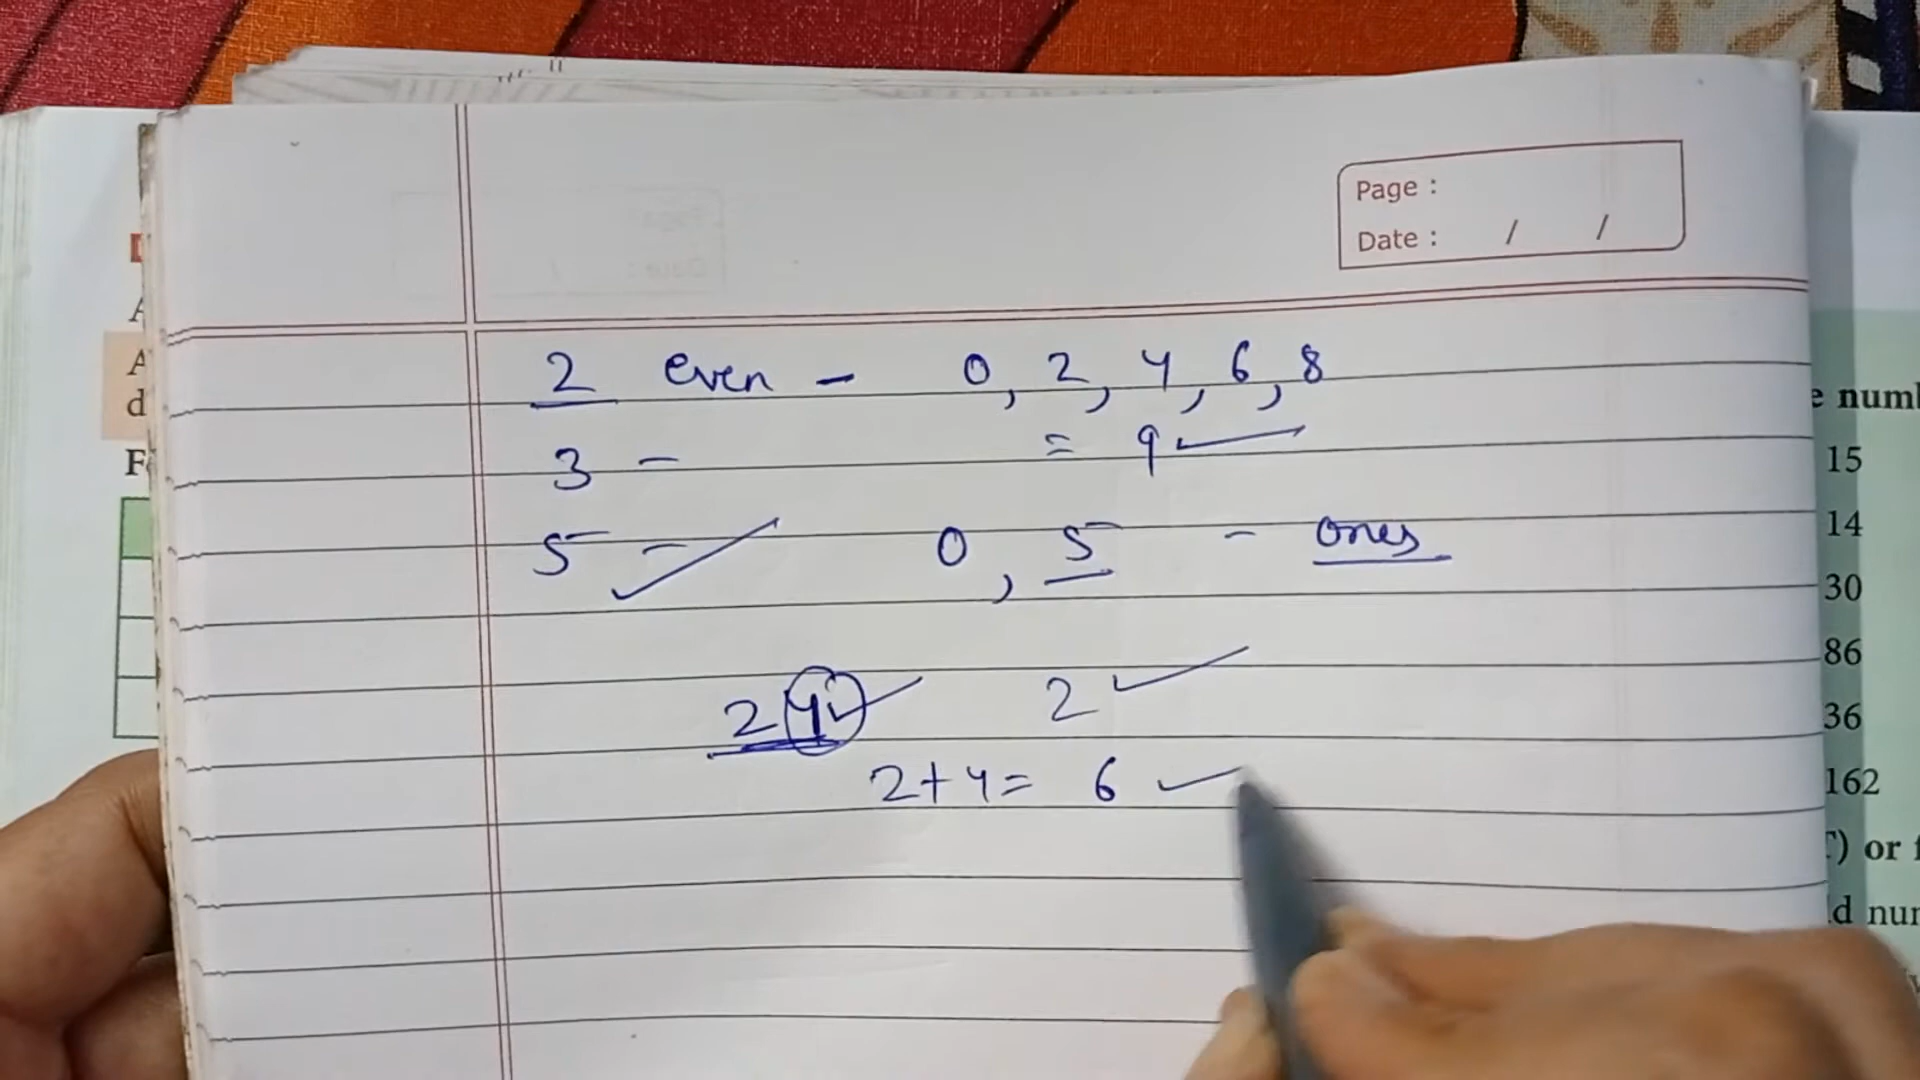 Page :
Date : / /
2 even - 0, 2, 4, 6, 8
3 - = 9
5 - 0, 5 - ones
24 2
2+4= 6
A
A
d
F
e numb
15
14
30
86
36
162
T) or f
d num